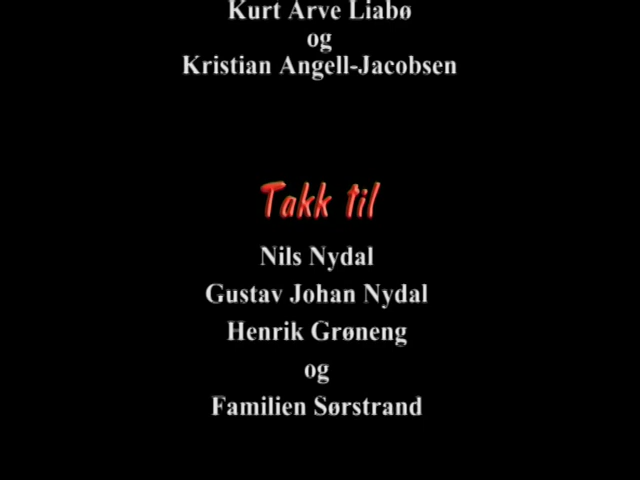 Kurt Arve Liabø
og
Kristian Angell-Jacobsen
Takk til
Nils Nydal
Gustav Johan Nydal
Henrik Grøneng
og
Familien Sørstrand